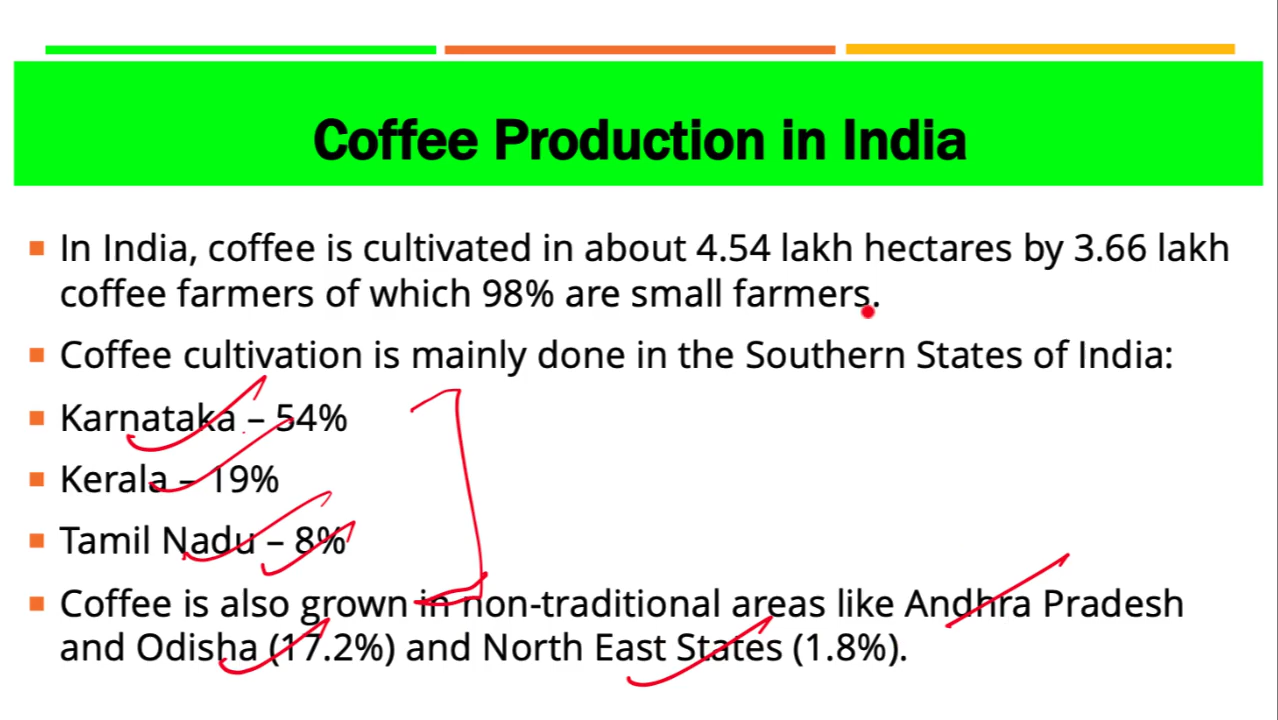 Coffee Production in India
In India, coffee is cultivated in about 4.54 lakh hectares by 3.66 lakh
coffee farmers of which 98% are small farmers.
Coffee cultivation is mainly done in the Southern States of India:
Karnataka – 54%
Kerala – 19%
Tamil Nadu – 8%
Coffee is also grown in non-traditional areas like Andhra Pradesh
and Odisha (17.2%) and North East States (1.8%).